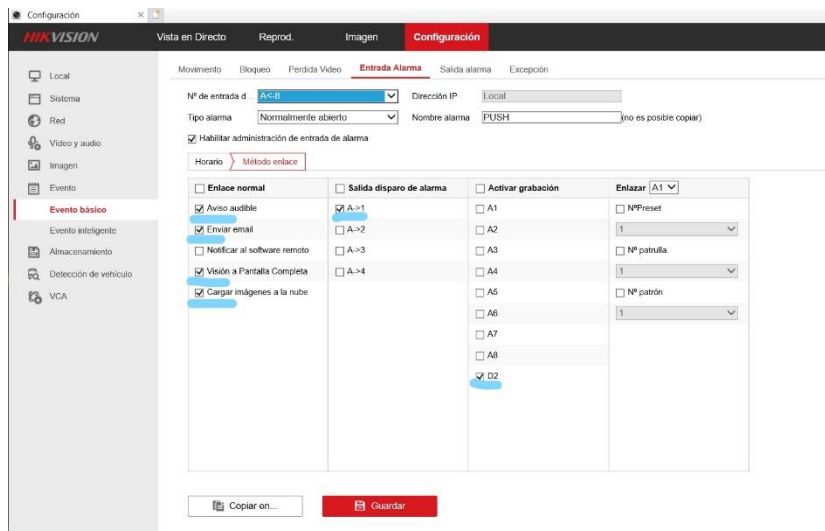 Configuración
HIKVISION
Vista en Directo Reprod. Imagen Configuración
Local
Sistema
Red
Vídeo y audio
Imagen
Evento
Evento básico
Evento inteligente
Almacenamiento
Detección de vehículo
VCA
Movimiento Bloqueo Perdida Video Entrada Alarma Salida alarma Excepción
Nº de entrada d... A<-8 Dirección IP Local
Tipo alarma Normalmente abierto Nombre alarma PUSH (no es posible copiar)
Habilitar administración de entrada de alarma
Horario Método enlace
Enlace normal Salida disparo de alarma Activar grabación Enlazar A1
Aviso audible A->1 A1 NºPreset
Enviar email A->2 A2 1
Notificar al software remoto A->3 A3 Nº patrulla
Visión a Pantalla Completa A->4 A4 1
Cargar imágenes a la nube A5 Nº patrón
A6 1
A7
A8
D2
Copiar en... Guardar